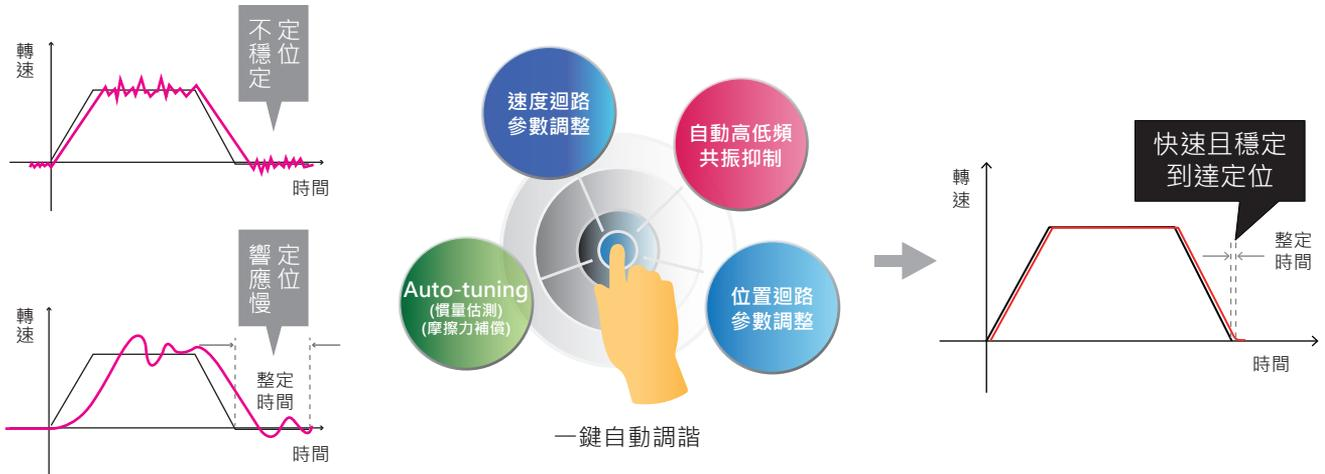 轉速
定位
不穩定
時間
轉速
定位
響應慢
整定
時間
時間
速度迴路
參數調整
自動高低頻
共振抑制
Auto-tuning
(慣量估測)
(摩擦力補償)
位置迴路
參數調整
一鍵自動調諧
轉速
快速且穩定
到達定位
整定
時間
時間